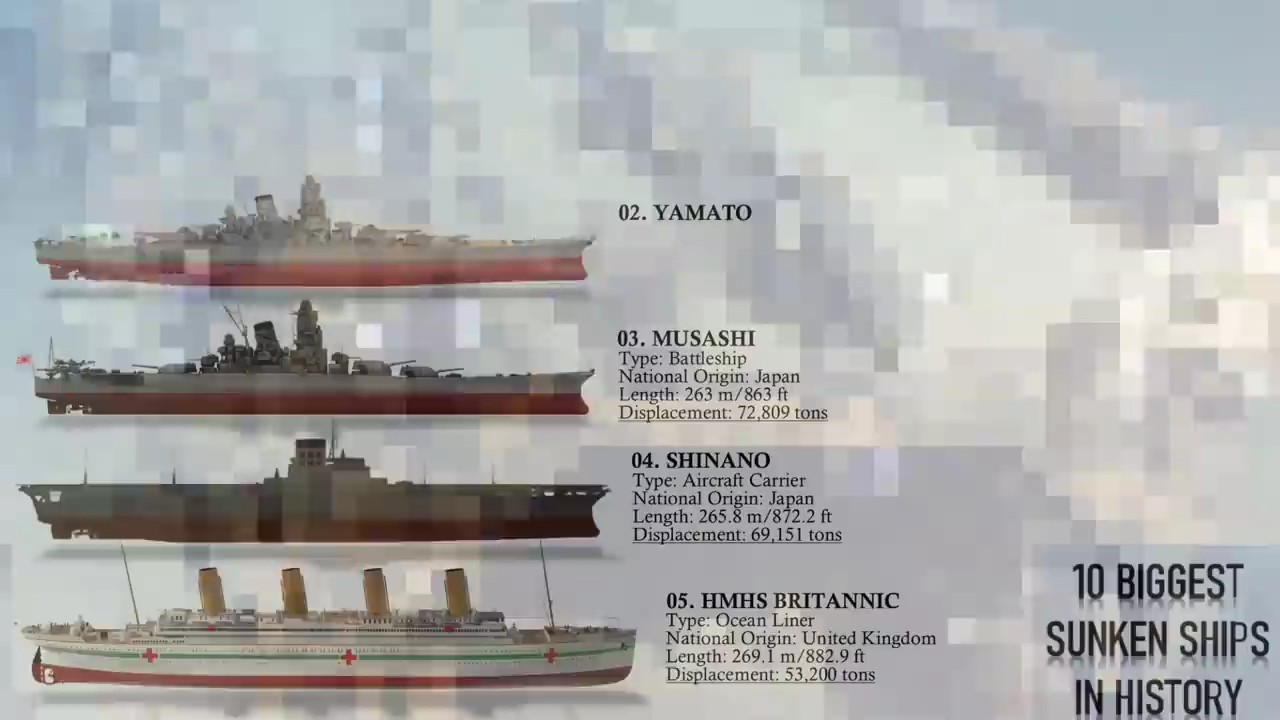 02. YAMATO
03. MUSASHI
Type: Battleship
National Origin: Japan
Length: 263 m/863 ft
Displacement: 72,809 tons
04. SHINANO
Type: Aircraft Carrier
National Origin: Japan
Length: 265.8 m/872.2 ft
Displacement: 69,151 tons
05. HMHS BRITANNIC
Type: Ocean Liner
National Origin: United Kingdom
Length: 269.1 m/882.9 ft
Displacement: 53,200 tons
10 BIGGEST
SUNKEN SHIPS
IN HISTORY